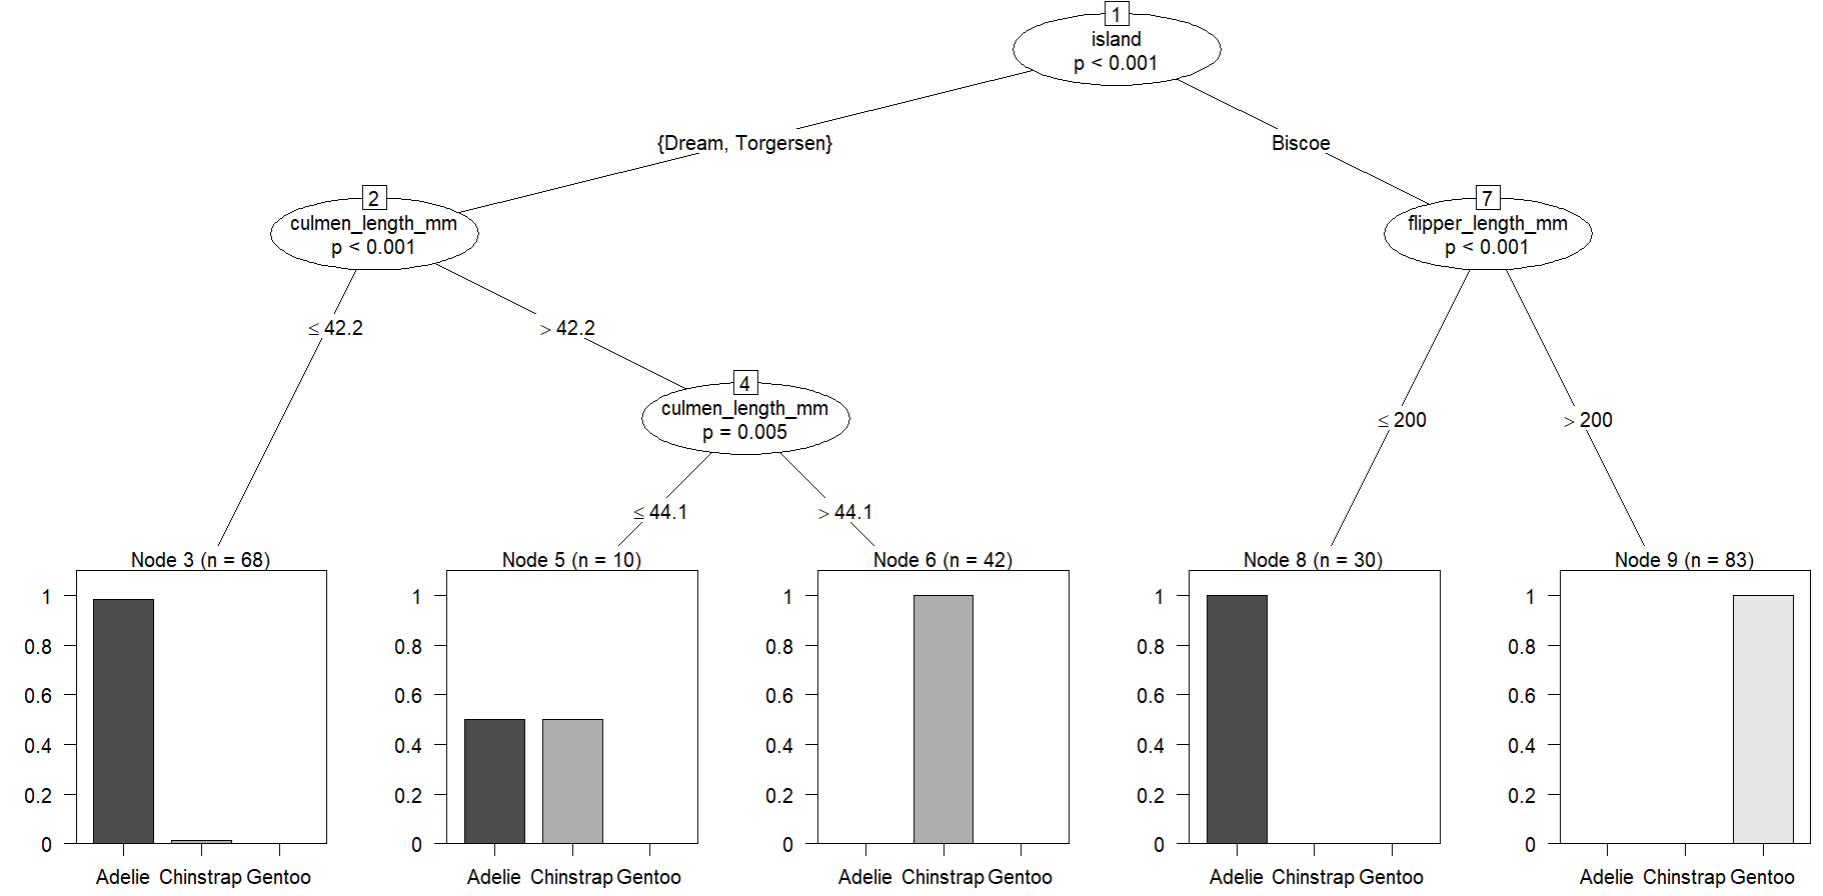 1
island
p < 0.001
{Dream, Torgersen}
Biscoe
2
culmen_length_mm
p < 0.001
7
flipper_length_mm
p < 0.001
≤ 42.2
> 42.2
4
culmen_length_mm
p = 0.005
≤ 200
> 200
≤ 44.1
> 44.1
Node 3 (n = 68)
1
0.8
0.6
0.4
0.2
0
Adelie Chinstrap Gentoo
Node 5 (n = 10)
1
0.8
0.6
0.4
0.2
0
Adelie Chinstrap Gentoo
Node 6 (n = 42)
1
0.8
0.6
0.4
0.2
0
Adelie Chinstrap Gentoo
Node 8 (n = 30)
1
0.8
0.6
0.4
0.2
0
Adelie Chinstrap Gentoo
Node 9 (n = 83)
1
0.8
0.6
0.4
0.2
0
Adelie Chinstrap Gentoo